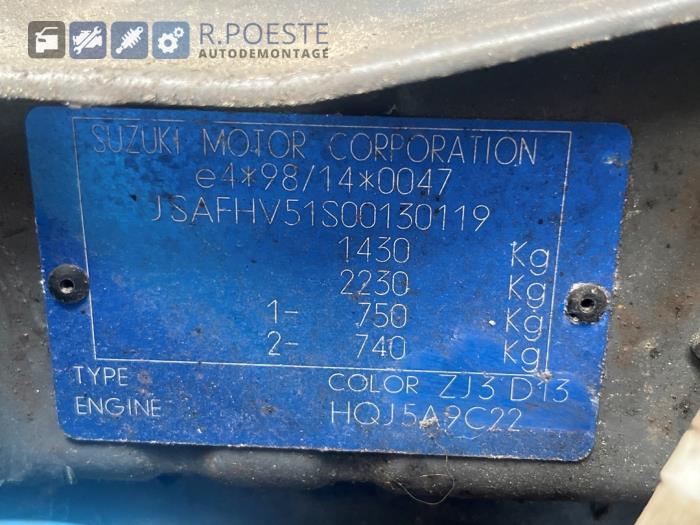 R.POESTE
AUTODEMONTAGE
SUZUKI MOTOR CORPORATION
e4*98/14*0047
JSAFHV51S00130119
1430 Kg
2230 Kg
1- 750 Kg
2- 740 Kg
TYPE COLOR ZJ3 D13
ENGINE HQJ5A9C22